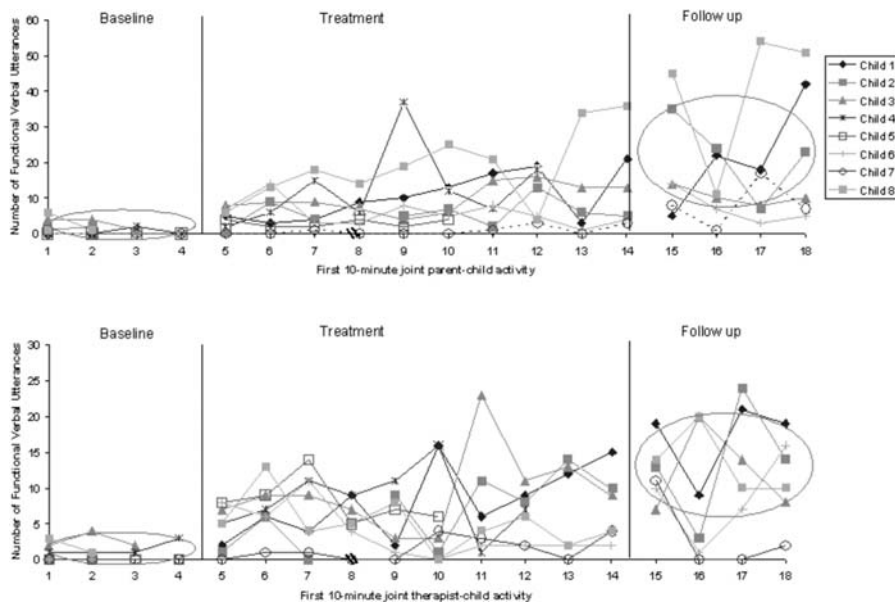 Baseline Treatment Follow up
Number of Functional Verbal Utterances
60
50
40
30
20
10
0
1 2 3 4 5 6 7 8 9 10 11 12 13 14 15 16 17 18
First 10-minute joint parent-child activity
Child 1
Child 2
Child 3
Child 4
Child 5
Child 6
Child 7
Child 8
Baseline Treatment Follow up
Number of Functional Verbal Utterances
30
25
20
15
10
5
0
1 2 3 4 5 6 7 8 9 10 11 12 13 14 15 16 17 18
First 10-minute joint therapist-child activity